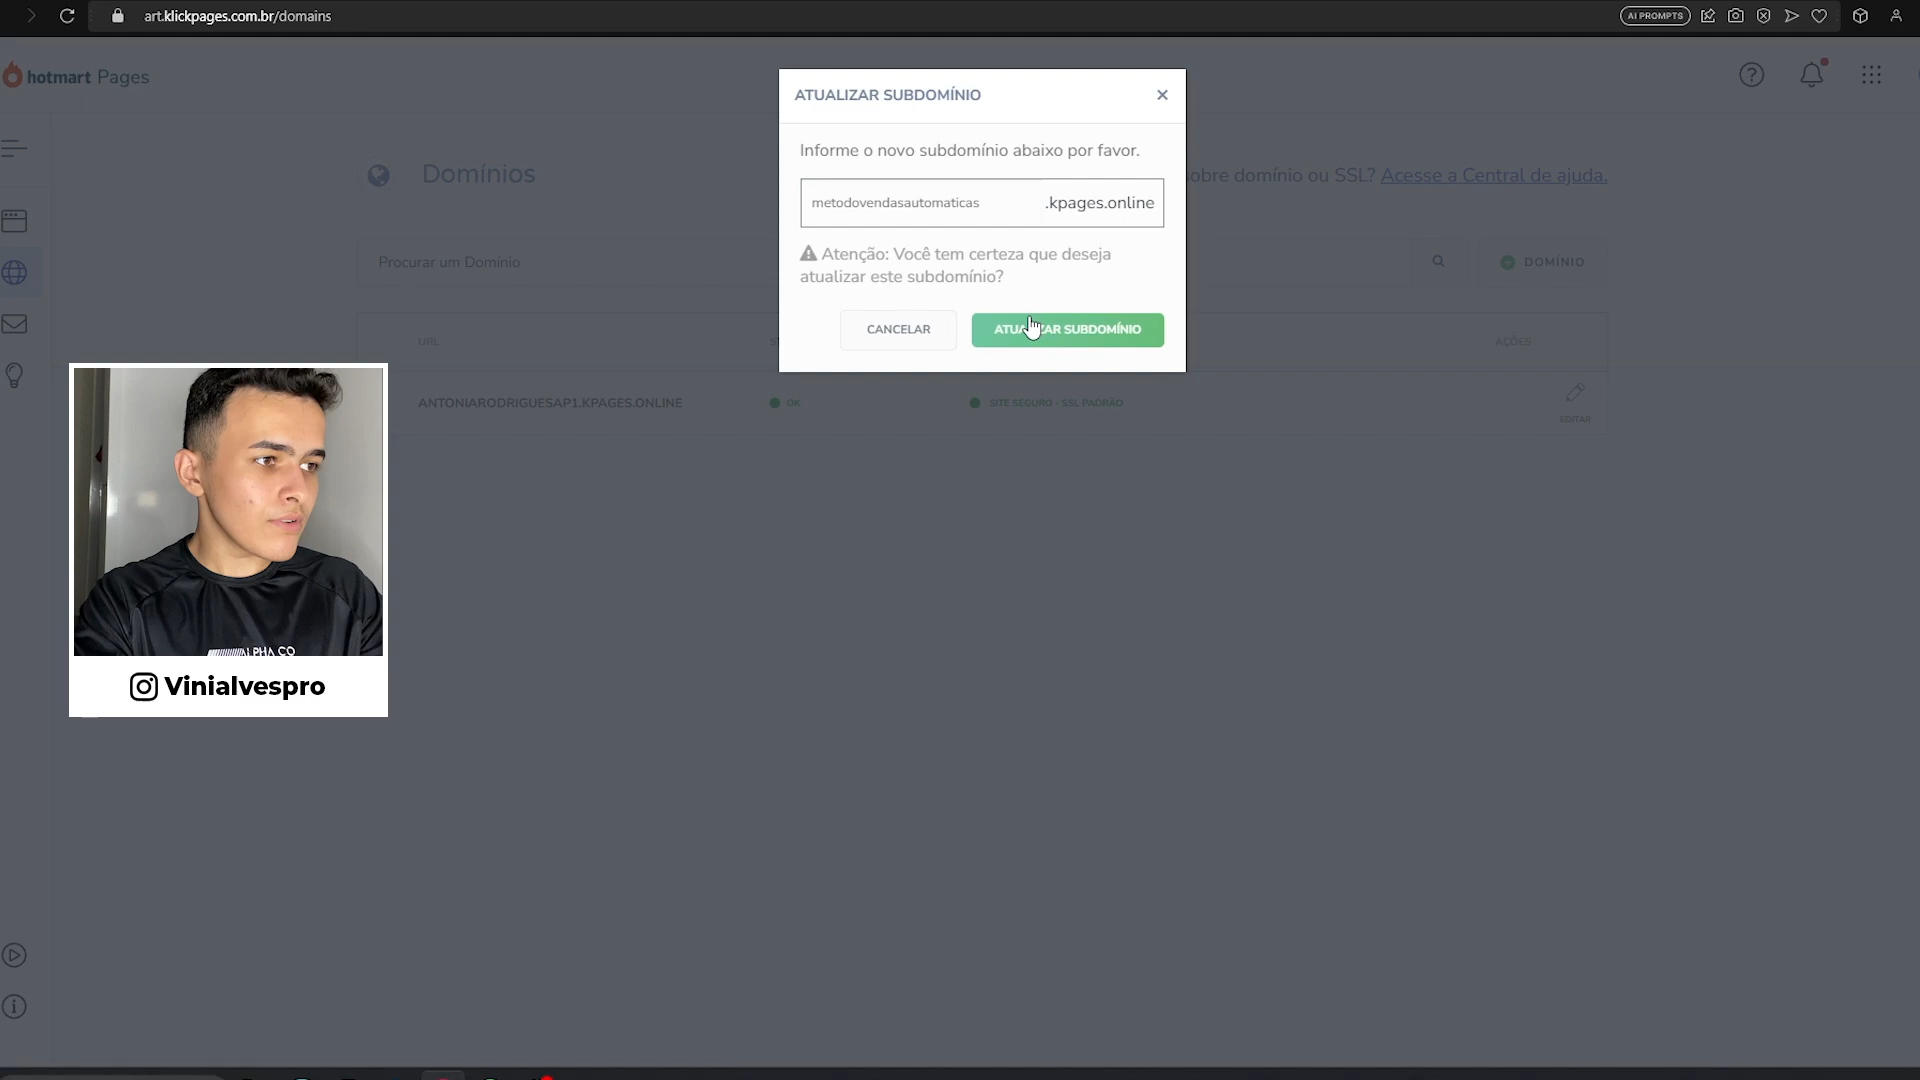 art.klickpages.com.br/domains
AI PROMPTS
hotmart Pages
ATUALIZAR SUBDOMÍNIO
Informe o novo subdomínio abaixo por favor.
metodovendasautomaticas .kpages.online
Atenção: Você tem certeza que deseja
atualizar este subdomínio?
CANCELAR
Domínios
obre domínio ou SSL? Acesse a Central de ajuda.
Procurar um Domínio
DOMÍNIO
URL
AÇÕES
ANTONIARODRIGUESAP1.KPAGES.ONLINE
OK
SITE SEGURO - SSL PADRÃO
EDITAR
ALPHA CO
Vinialvespro